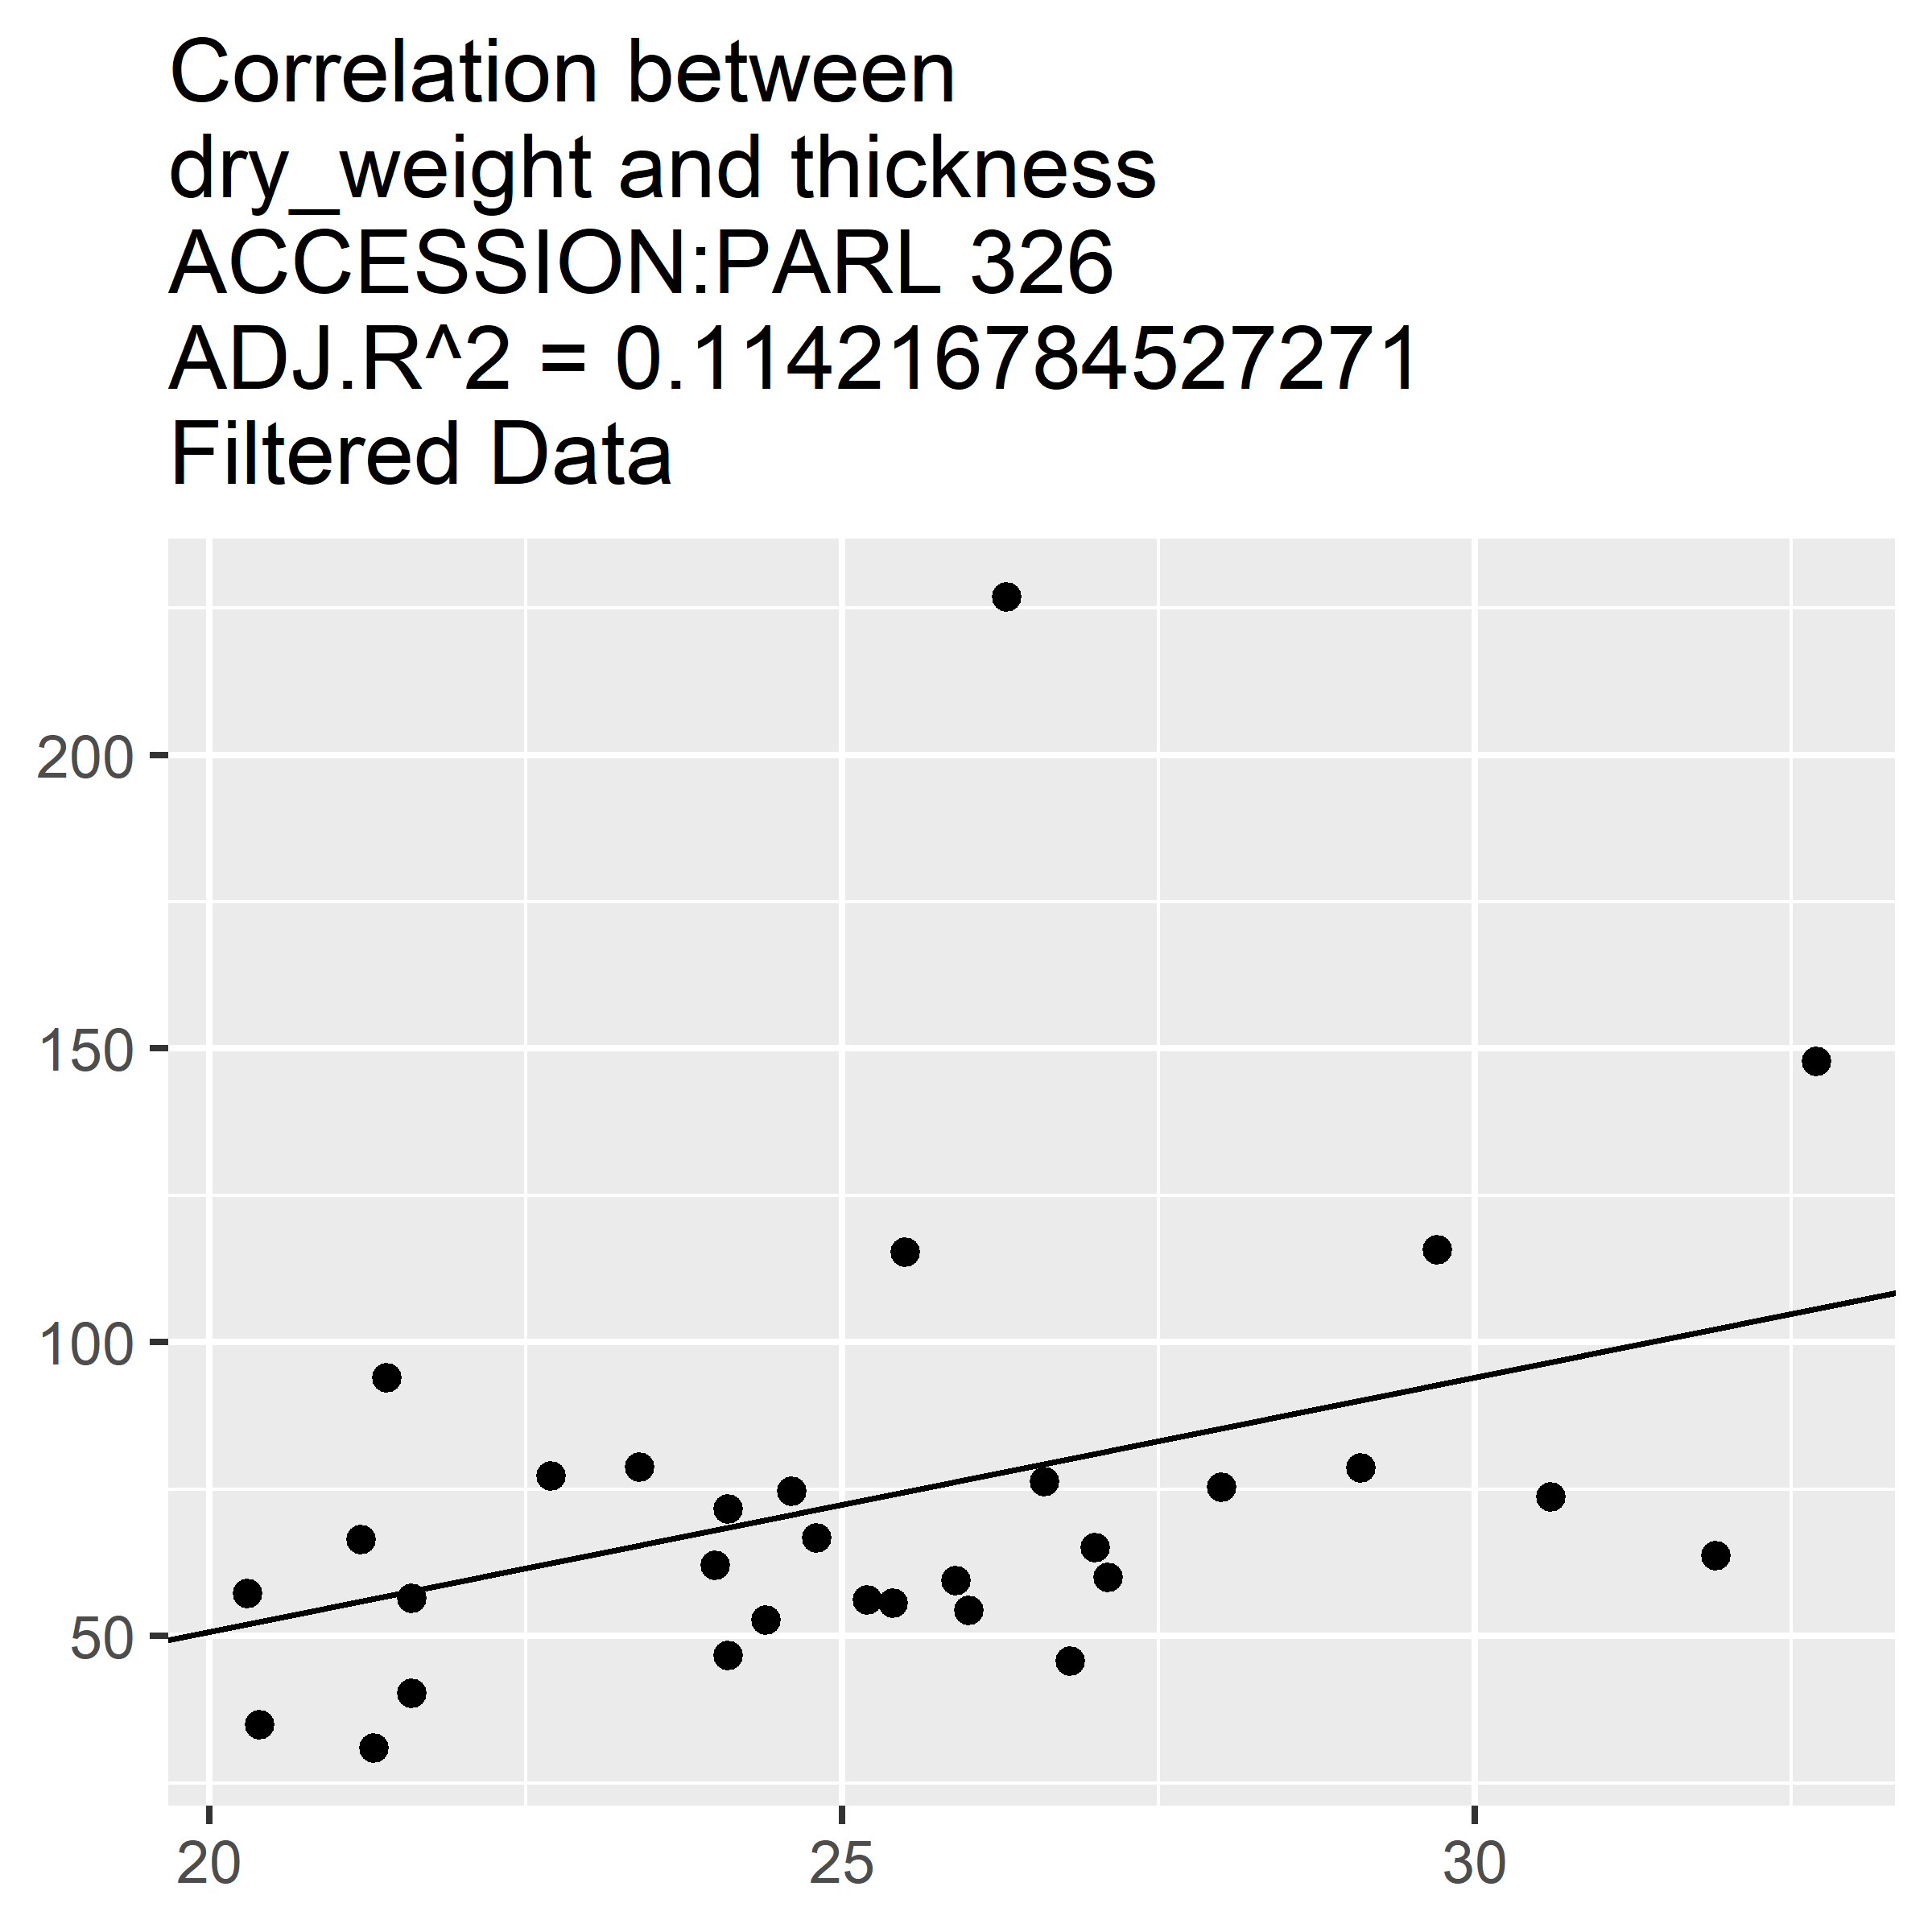 Correlation between
dry_weight and thickness
ACCESSION:PARL 326
ADJ.R^2 = 0.114216784527271
Filtered Data
200
150
100
50
20 25 30